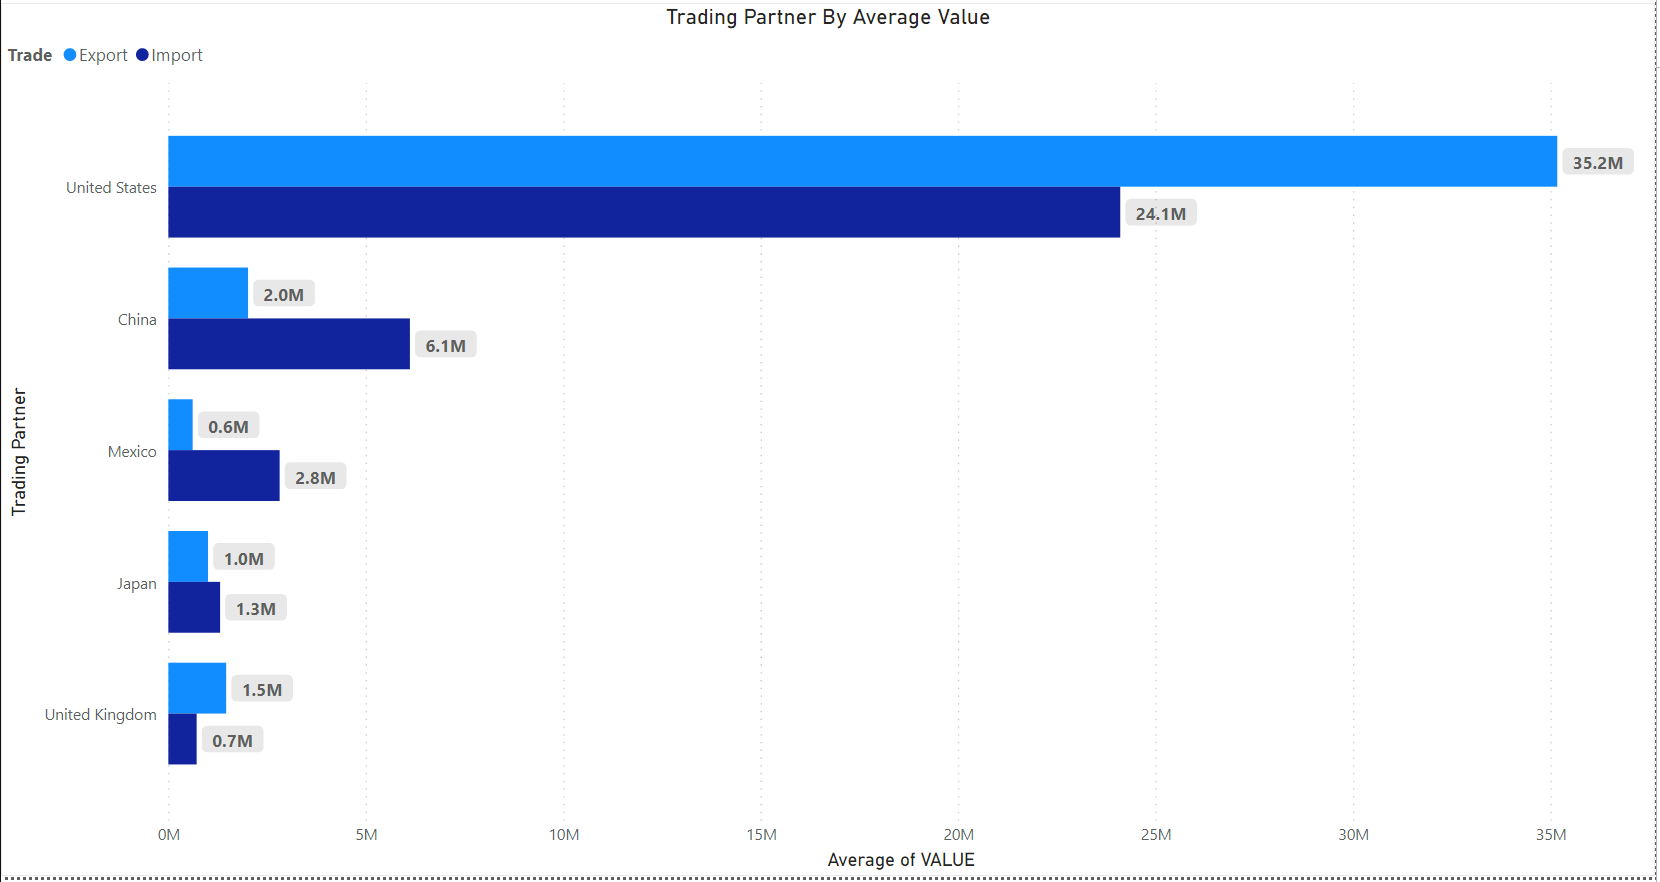 Trading Partner By Average Value
Trade Export Import
35.2M
United States
24.1M
2.0M
China
6.1M
0.6M
Mexico
2.8M
1.0M
Japan
1.3M
1.5M
United Kingdom
0.7M
Trading Partner
0M 5M 10M 15M 20M 25M 30M 35M
Average of VALUE